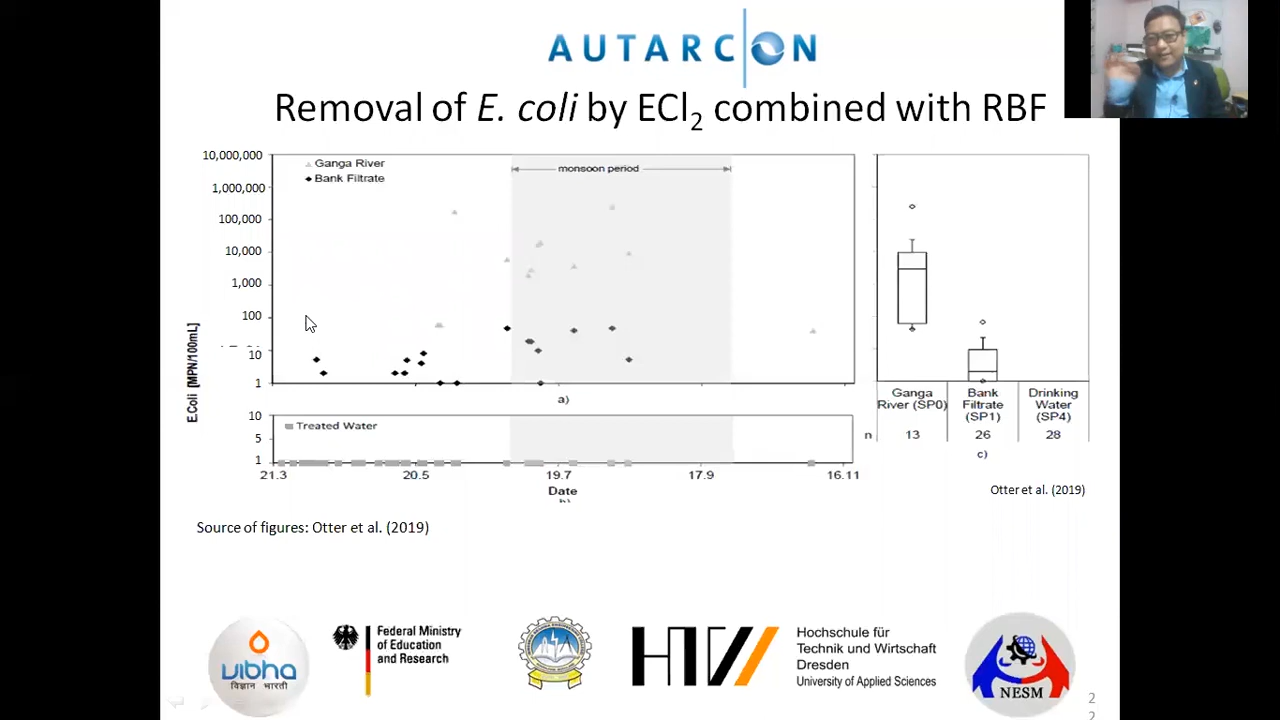 AUTARCON
Removal of E. coli by ECl2 combined with RBF
10,000,000
1,000,000
100,000
10,000
1,000
100
10
1
E.Coli [MPN/100mL]
Ganga River
Bank Filtrate
monsoon period
a)
10
5
1
Treated Water
21.3
20.5
19.7
17.9
16.11
Date
Ganga
River (SP0)
Bank
Filtrate
(SP1)
Drinking
Water
(SP4)
n
13
26
28
c)
Otter et al. (2019)
Source of figures: Otter et al. (2019)
vibha
विज्ञान भारती
Federal Ministry
of Education
and Research
HTW
Hochschule für
Technik und Wirtschaft
Dresden
University of Applied Sciences
NESM
2
2